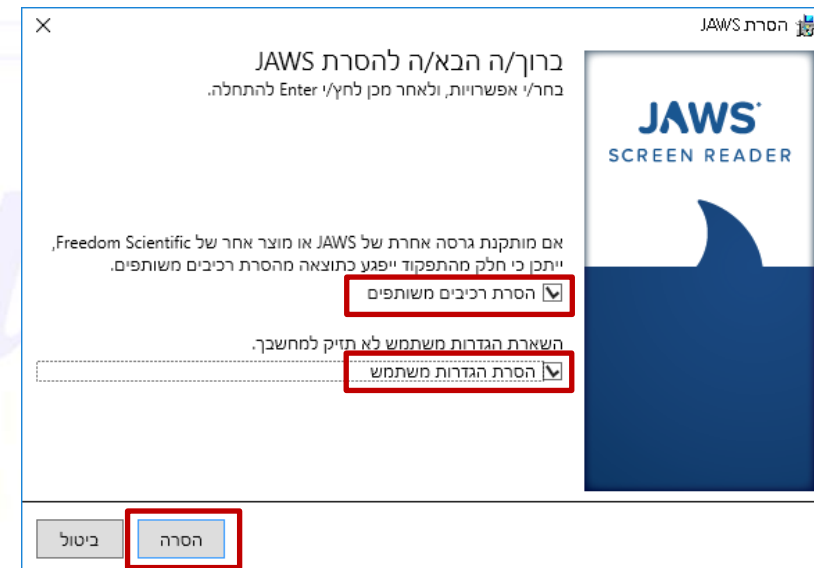 הסרת JAWS
JAWS
SCREEN READER
ברוך/ה הבא/ה להסרת JAWS
בחר/י אפשרויות, ולאחר מכן לחץ/י Enter להתחלה.
אם מותקנת גרסה אחרת של JAWS או מוצר אחר של Freedom Scientific,
ייתכן כי חלק מהתפקוד ייפגע כתוצאה מהסרת רכיבים משותפים.
הסרת רכיבים משותפים
השארת הגדרות משתמש לא תזיק למחשבך.
הסרת הגדרות משתמש
הסרה
ביטול